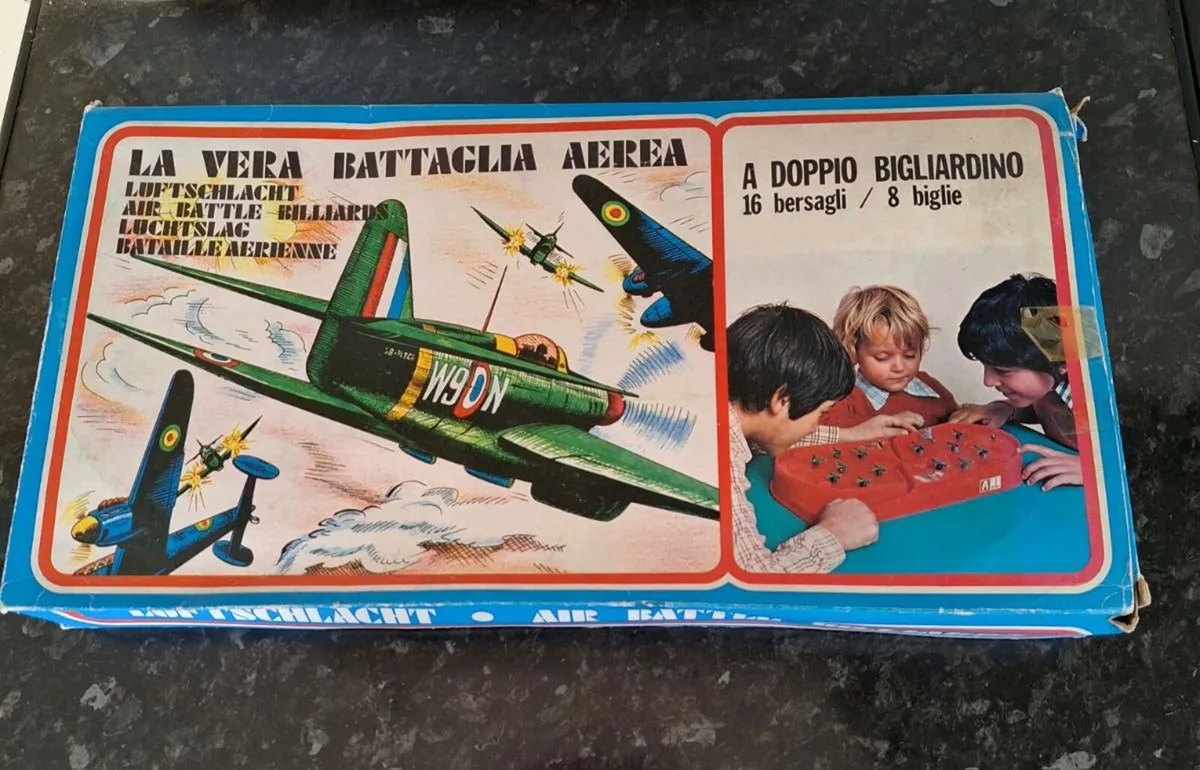 LA VERA BATTAGLIA AEREA
LUFTSCHLACHT
AIR BATTLE BILLIARDS
LUCHTSLAG
BATAILLE AERIENNE
W9 N
A DOPPIO BIGLIARDINO
16 bersagli / 8 biglie
LUFTSCHLACHT • AIR BATTLE